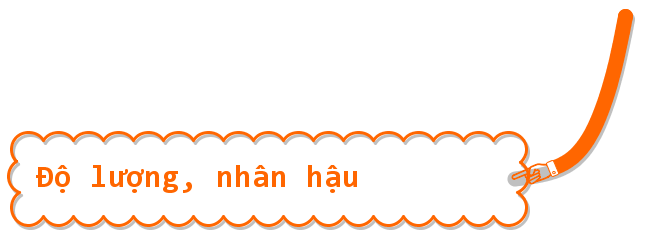 Độ lượng, nhân hậu